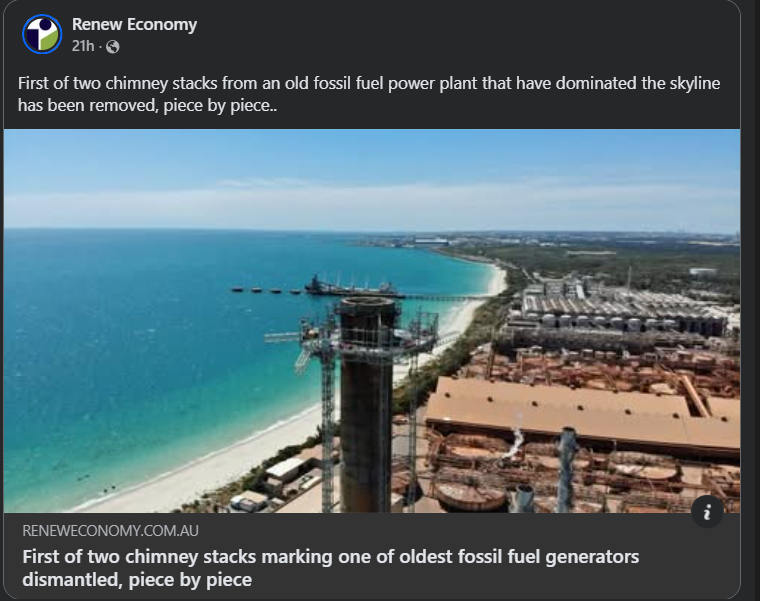 Renew Economy
21h ·
First of two chimney stacks from an old fossil fuel power plant that have dominated the skyline
has been removed, piece by piece..
i
RENEWECONOMY.COM.AU
First of two chimney stacks marking one of oldest fossil fuel generators
dismantled, piece by piece